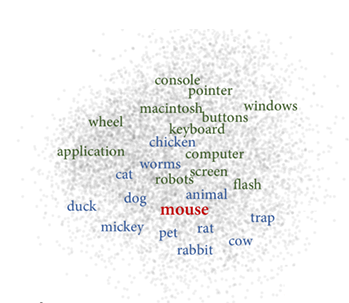 console
pointer
macintosh
windows
buttons
wheel
keyboard
chicken
application
computer
worms
screen
cat
robots
flash
animal
dog
duck
mouse
trap
mickey
rat
pet
cow
rabbit